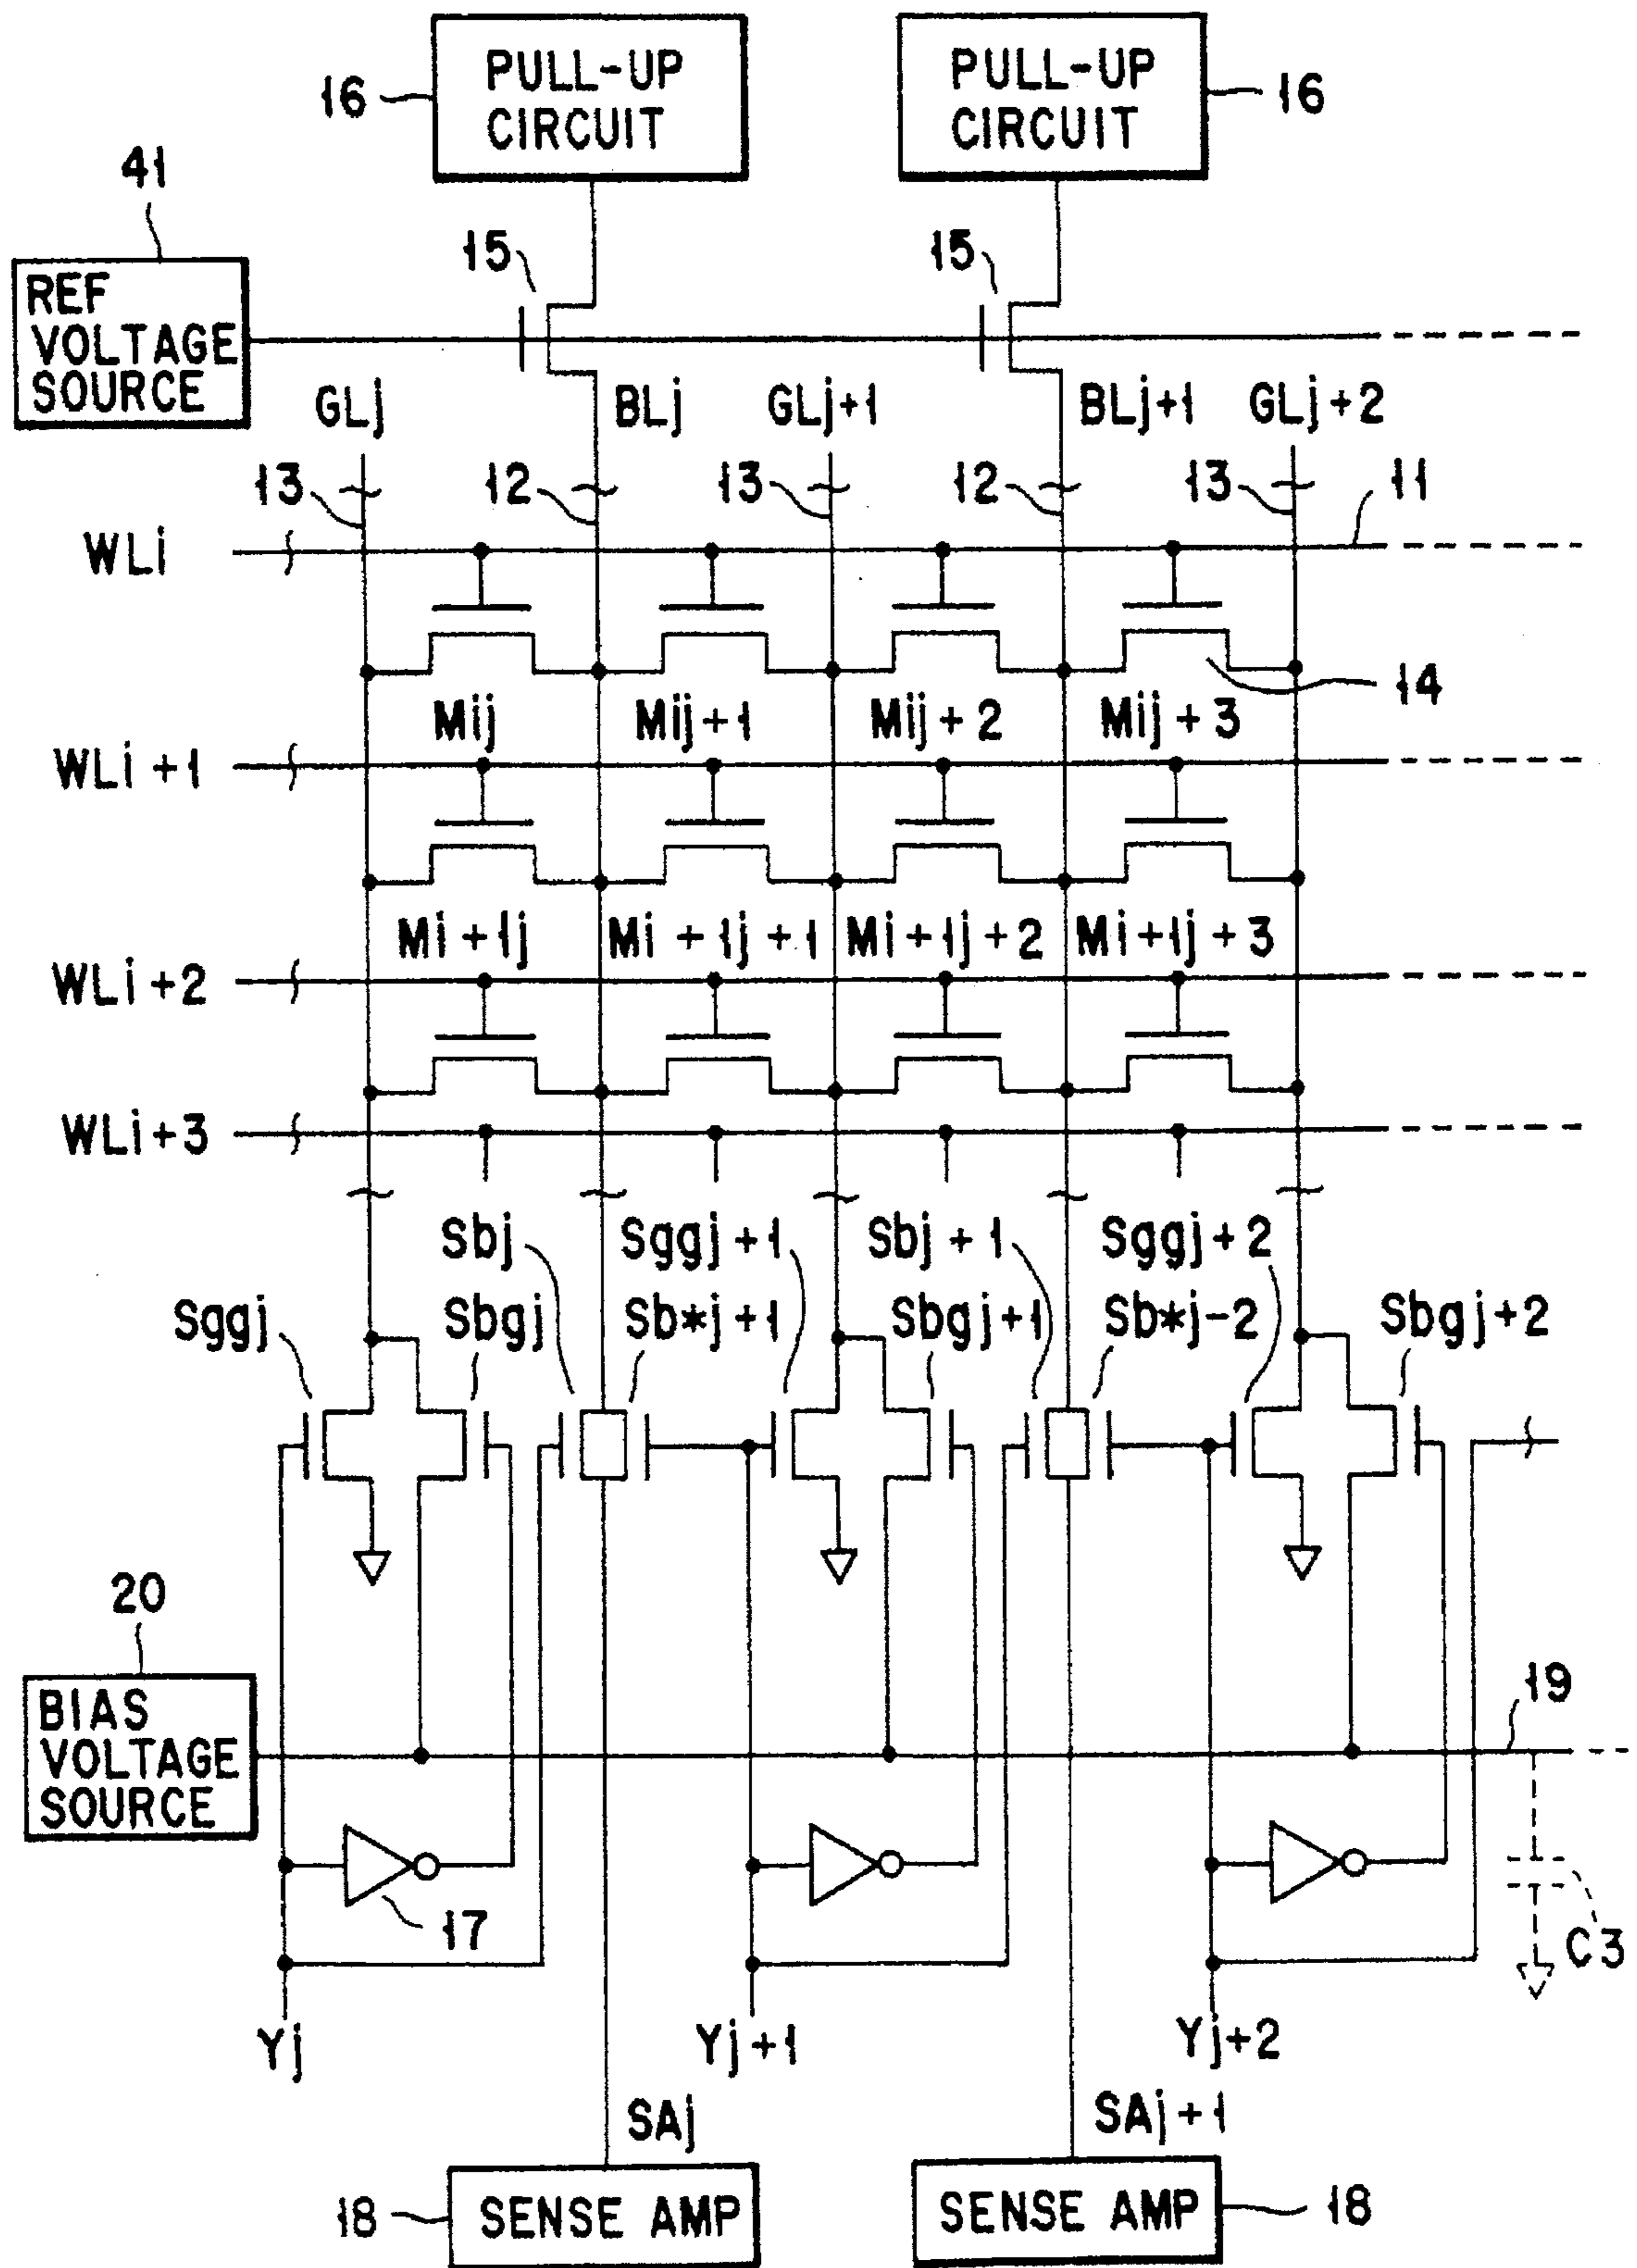 PULL-UP
CIRCUIT
PULL-UP
CIRCUIT
16
16
41
15
15
REF
VOLTAGE
SOURCE
GLj
BLj
GLj+1
BLj+1
GLj+2
13
12
13
12
13
11
WLi
14
Mij
Mij+1
Mij+2
Mij+3
WLi+1
Mi+1j
Mi+1j+1
Mi+1j+2
Mi+1j+3
WLi+2
WLi+3
Sbj
Sggj+1
Sbj+1
Sggj+2
Sggj
Sbgj
Sb*j+1
Sbgj+1
Sb*j-2
Sbgj+2
20
BIAS
VOLTAGE
SOURCE
19
17
C3
Yj
Yj+1
Yj+2
SAj
SAj+1
18
SENSE AMP
SENSE AMP
18